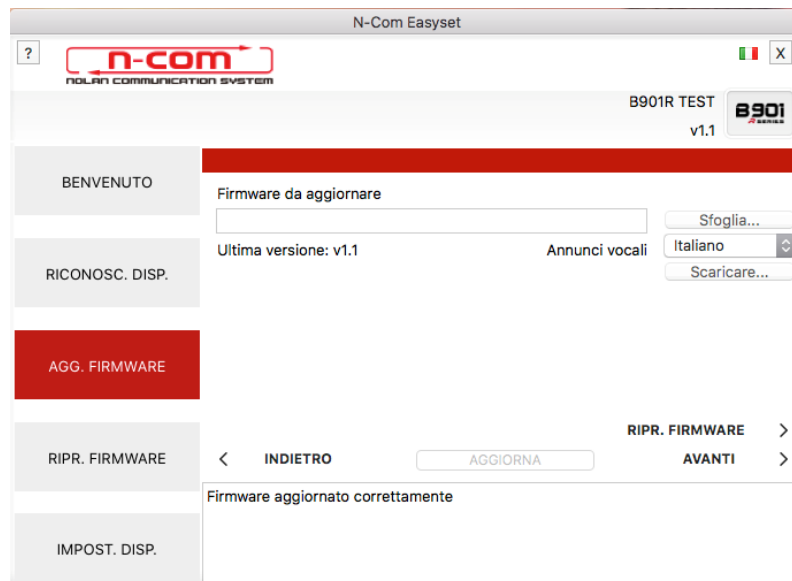 N-Com Easyset
?
n-com
NOLAN COMMUNICATION SYSTEM
X
B901R TEST
v1.1
B901
R SERIES
BENVENUTO
RICONOSC. DISP.
AGG. FIRMWARE
RIPR. FIRMWARE
IMPOST. DISP.
Firmware da aggiornare
Sfoglia...
Ultima versione: v1.1
Annunci vocali
Italiano
Scaricare...
RIPR. FIRMWARE >
< INDIETRO
AGGIORNA
AVANTI >
Firmware aggiornato correttamente